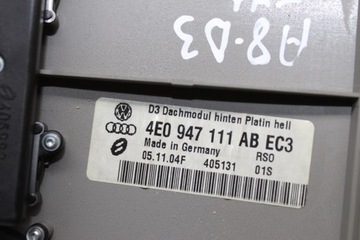 A8-D3
D3 Dachmodul hinten Platin hell
4E0 947 111 AB EC3
Made in Germany RSO
05.11.04F 405131 01S